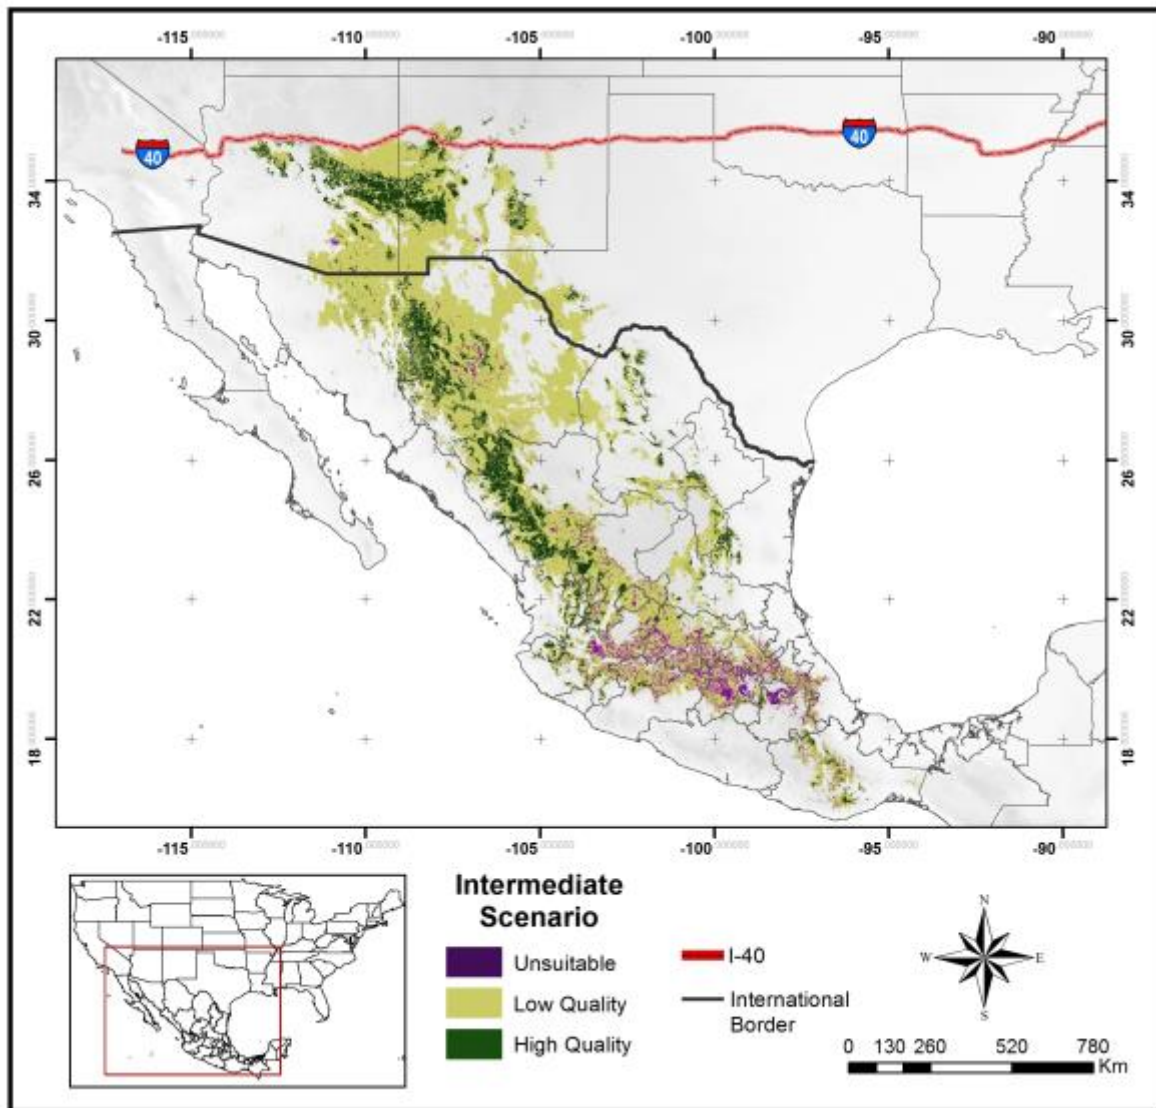 -115 -110 -105 -100 -95 -90
40
40
34 34
30 30
26 26
22 22
18 18
-115 -110 -105 -100 -95 -90
Intermediate
Scenario
Unsuitable
Low Quality
High Quality
I-40
International
Border
N
W E
S
0 130 260 520 780
Km